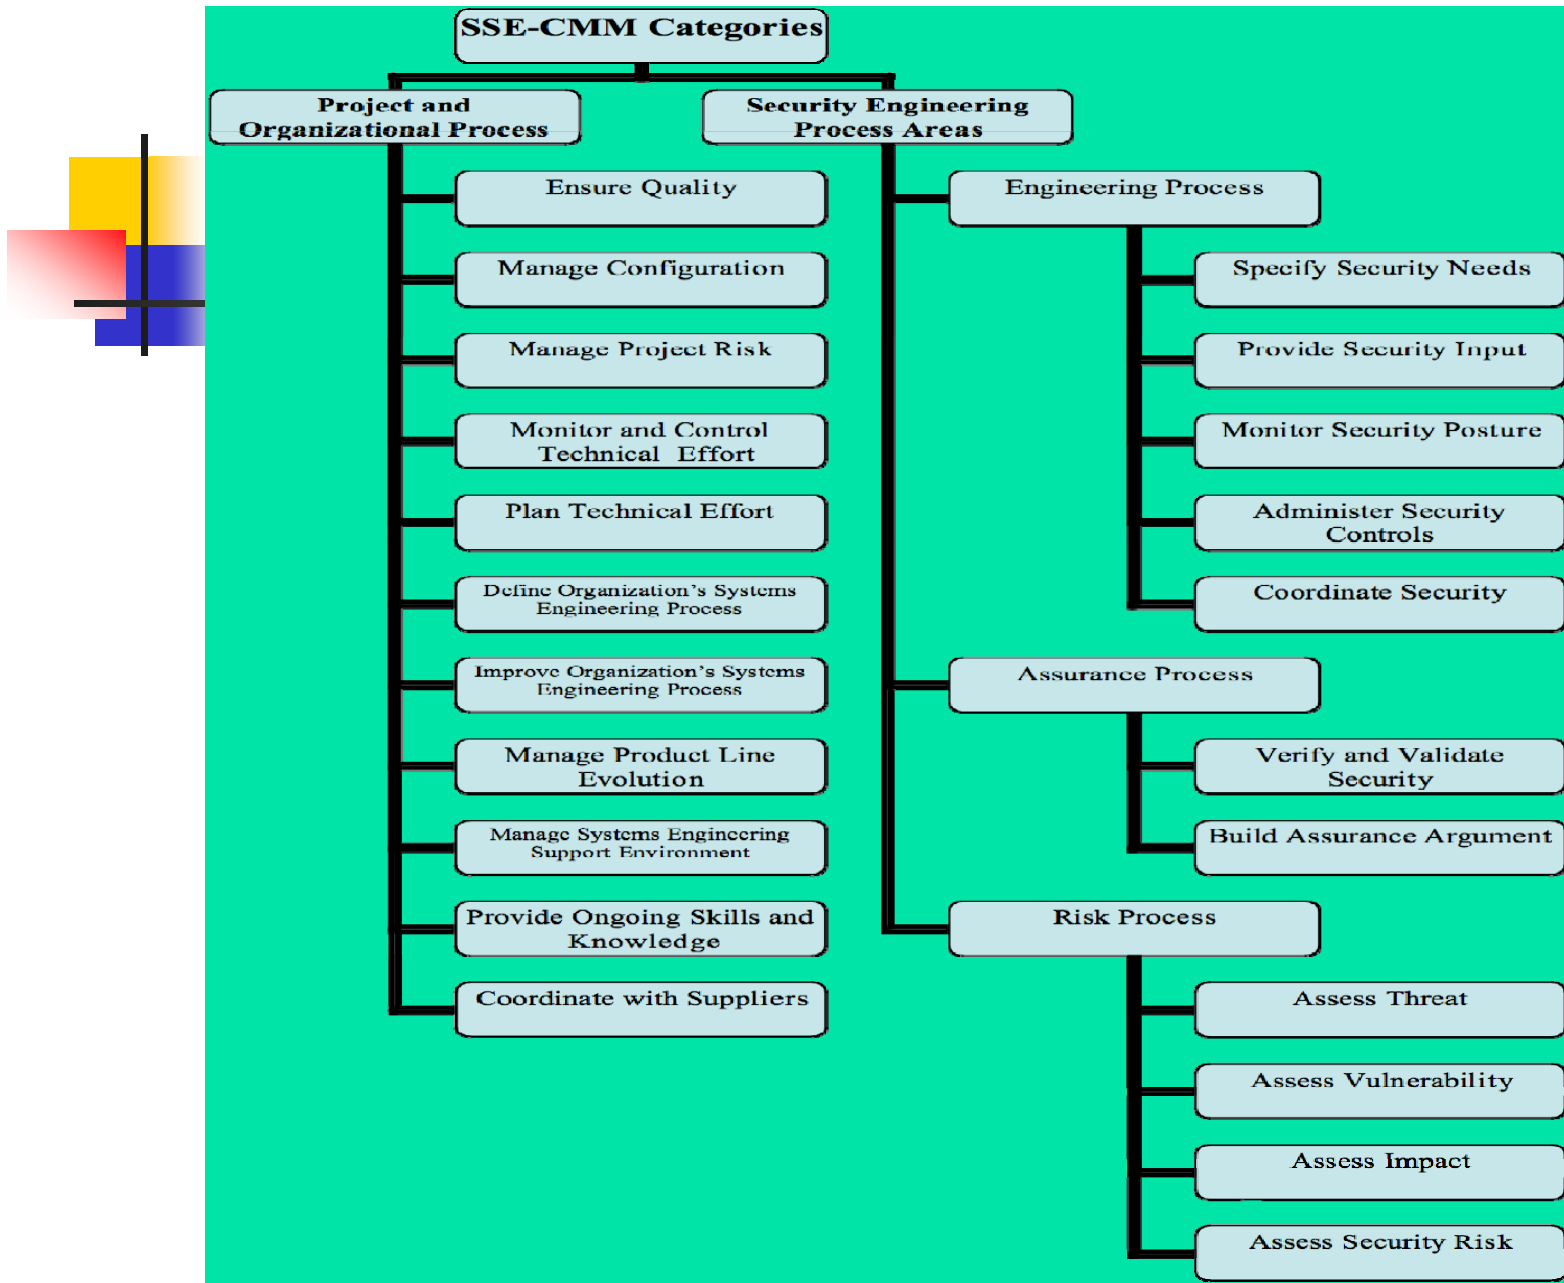 SSE-CMM Categories
Project and
Organizational Process
Ensure Quality
Manage Configuration
Manage Project Risk
Monitor and Control
Technical Effort
Plan Technical Effort
Define Organization's Systems
Engineering Process
Improve Organization's Systems
Engineering Process
Manage Product Line
Evolution
Manage Systems Engineering
Support Environment
Provide Ongoing Skills and
Knowledge
Coordinate with Suppliers
Security Engineering
Process Areas
Engineering Process
Specify Security Needs
Provide Security Input
Monitor Security Posture
Administer Security
Controls
Coordinate Security
Assurance Process
Verify and Validate
Security
Build Assurance Argument
Risk Process
Assess Threat
Assess Vulnerability
Assess Impact
Assess Security Risk